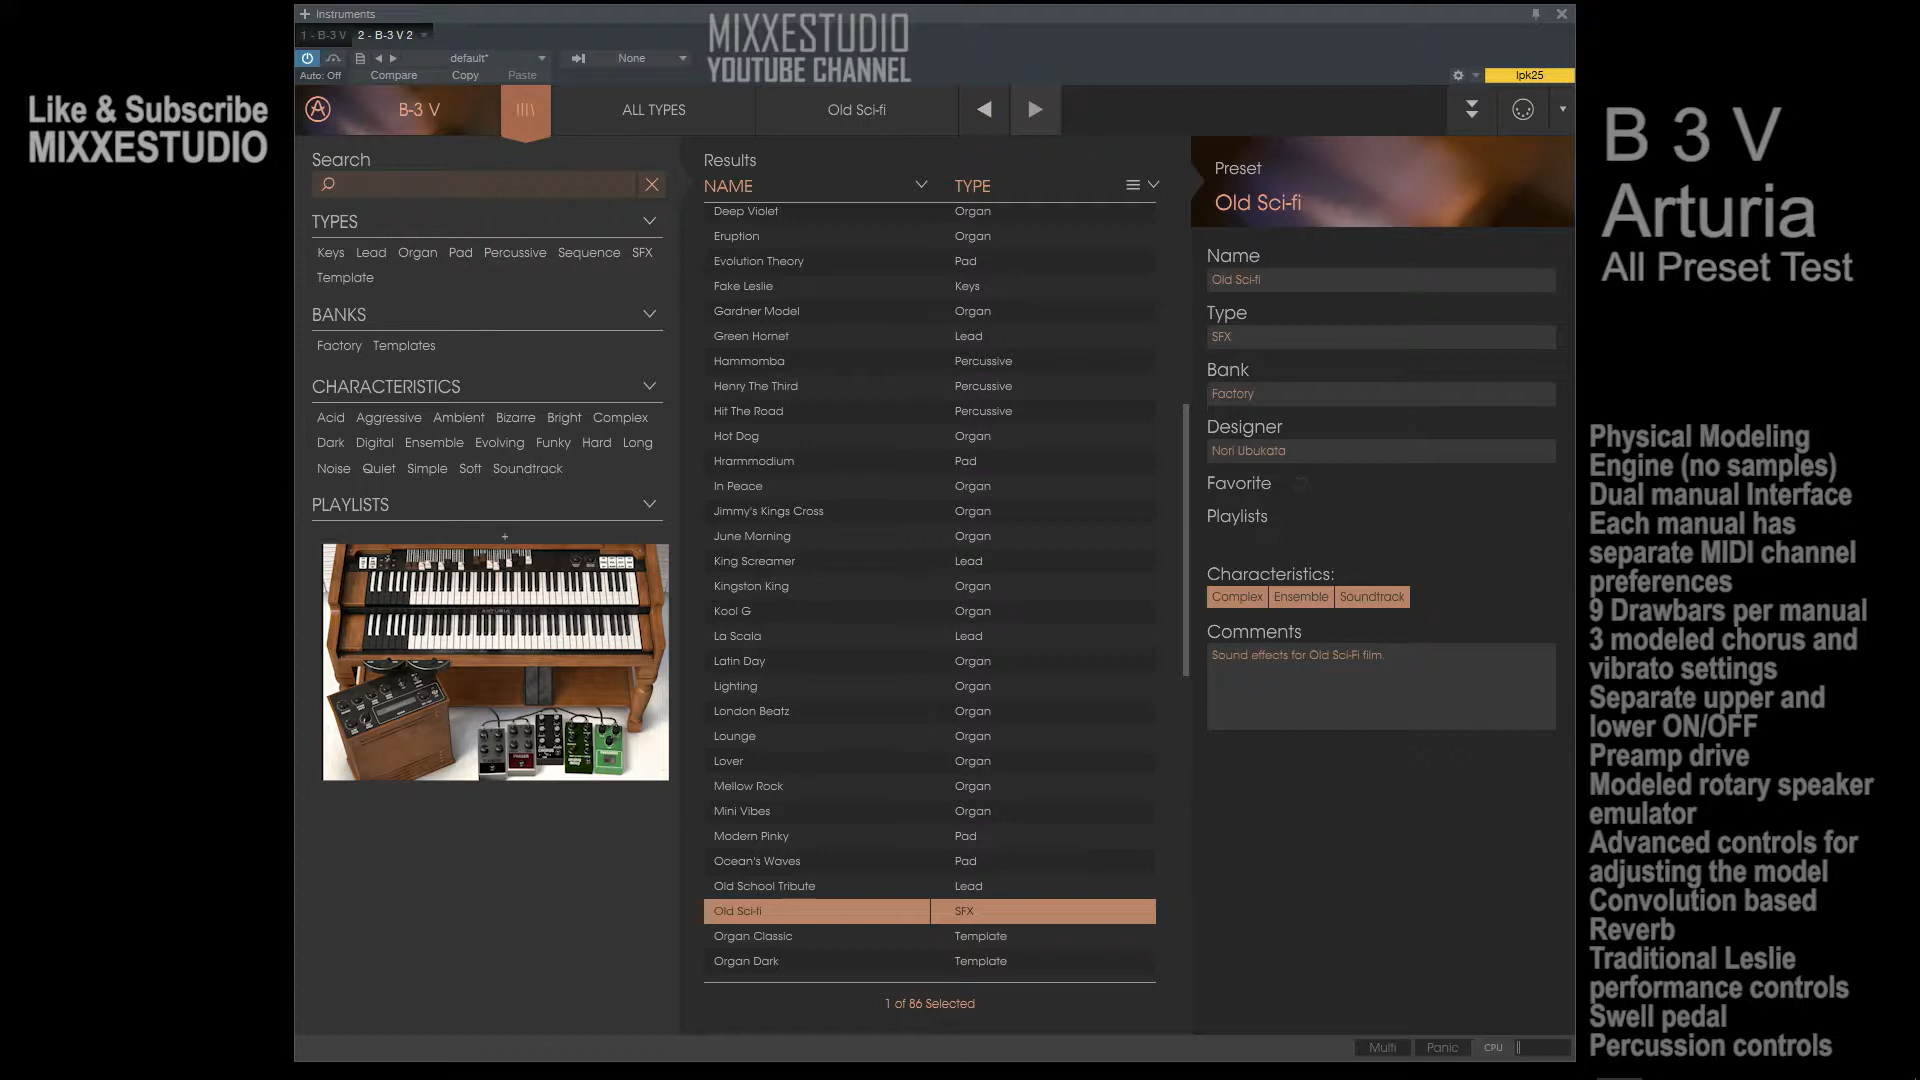 Instruments
1 - B-3 V 2 - B-3 V 2
default* None
Auto: Off Compare Copy Paste
MIXXESTUDIO
YOUTUBE CHANNEL
lpk25
B-3 V ALL TYPES Old Sci-fi
Like & Subscribe
MIXXESTUDIO
Search
TYPES
Keys Lead Organ Pad Percussive Sequence SFX
Template
BANKS
Factory Templates
CHARACTERISTICS
Acid Aggressive Ambient Bizarre Bright Complex
Dark Digital Ensemble Evolving Funky Hard Long
Noise Quiet Simple Soft Soundtrack
PLAYLISTS
+
ARTURIA
Results
NAME TYPE
Deep Violet Organ
Eruption Organ
Evolution Theory Pad
Fake Leslie Keys
Gardner Model Organ
Green Hornet Lead
Hammomba Percussive
Henry The Third Percussive
Hit The Road Percussive
Hot Dog Organ
Hrarmmodium Pad
In Peace Organ
Jimmy's Kings Cross Organ
June Morning Organ
King Screamer Lead
Kingston King Organ
Kool G Organ
La Scala Lead
Latin Day Organ
Lighting Organ
London Beatz Organ
Lounge Organ
Lover Organ
Mellow Rock Organ
Mini Vibes Organ
Modern Pinky Pad
Ocean's Waves Pad
Old School Tribute Lead
Old Sci-fi SFX
Organ Classic Template
Organ Dark Template
1 of 86 Selected
Preset
Old Sci-fi
Name
Old Sci-fi
Type
SFX
Bank
Factory
Designer
Nori Ubukata
Favorite
Playlists
Characteristics:
Complex Ensemble Soundtrack
Comments
Sound effects for Old Sci-Fi film.
Multi Panic CPU
B 3 V
Arturia
All Preset Test
Physical Modeling
Engine (no samples)
Dual manual Interface
Each manual has
separate MIDI channel
preferences
9 Drawbars per manual
3 modeled chorus and
vibrato settings
Separate upper and
lower ON/OFF
Preamp drive
Modeled rotary speaker
emulator
Advanced controls for
adjusting the model
Convolution based
Reverb
Traditional Leslie
performance controls
Swell pedal
Percussion controls